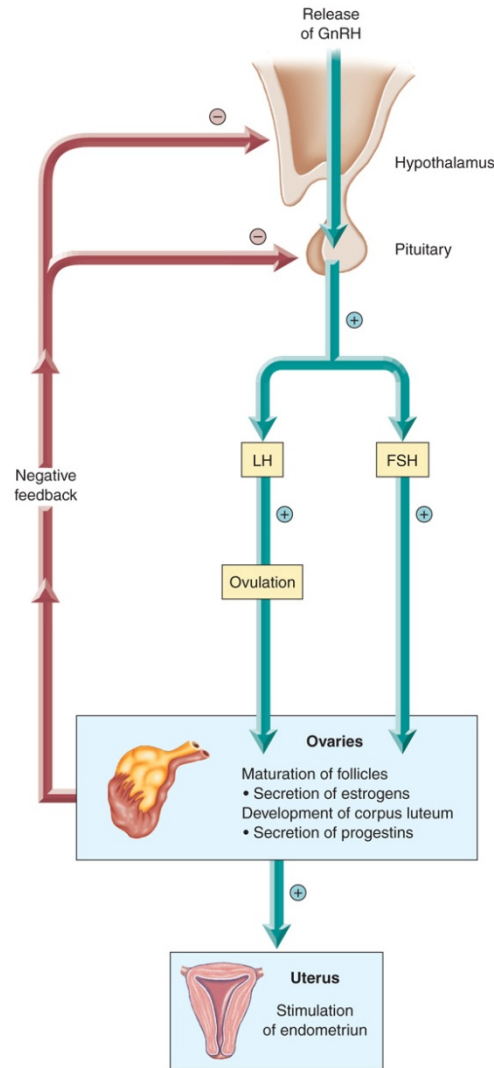 Release
of GnRH
−
Hypothalamus
−
Pituitary
+
LH
FSH
+
+
Negative
feedback
Ovulation
Ovaries
Maturation of follicles
• Secretion of estrogens
Development of corpus luteum
• Secretion of progestins
+
Uterus
Stimulation
of endometriun